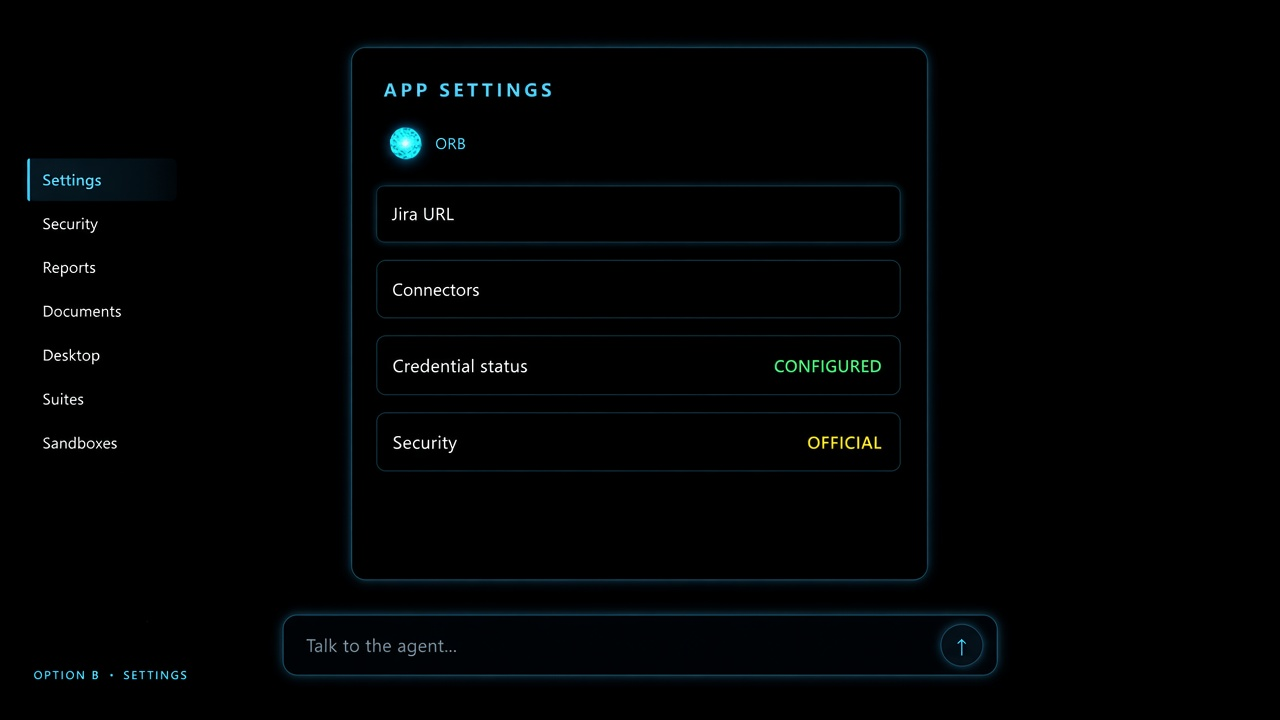 APP SETTINGS
ORB
Settings
Security
Reports
Documents
Desktop
Suites
Sandboxes
Jira URL
Connectors
Credential status CONFIGURED
Security OFFICIAL
Talk to the agent...
↑
OPTION B • SETTINGS